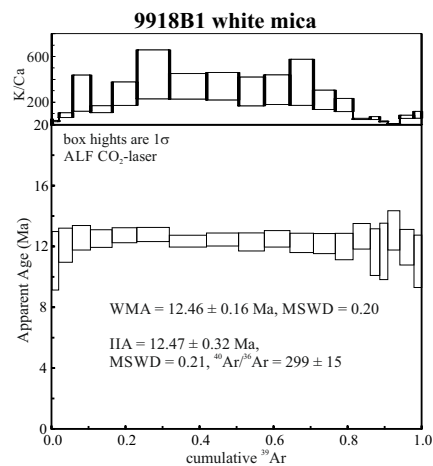 9918B1 white mica
K/Ca
600
400
200
20
box hights are 1σ
ALF CO₂-laser
16
12
8
4
0
Apparent Age (Ma)
WMA = 12.46 ± 0.16 Ma, MSWD = 0.20
IIA = 12.47 ± 0.32 Ma,
MSWD = 0.21, ⁴⁰Ar/³⁶Ar = 299 ± 15
0.0 0.2 0.4 0.6 0.8 1.0
cumulative ³⁹Ar